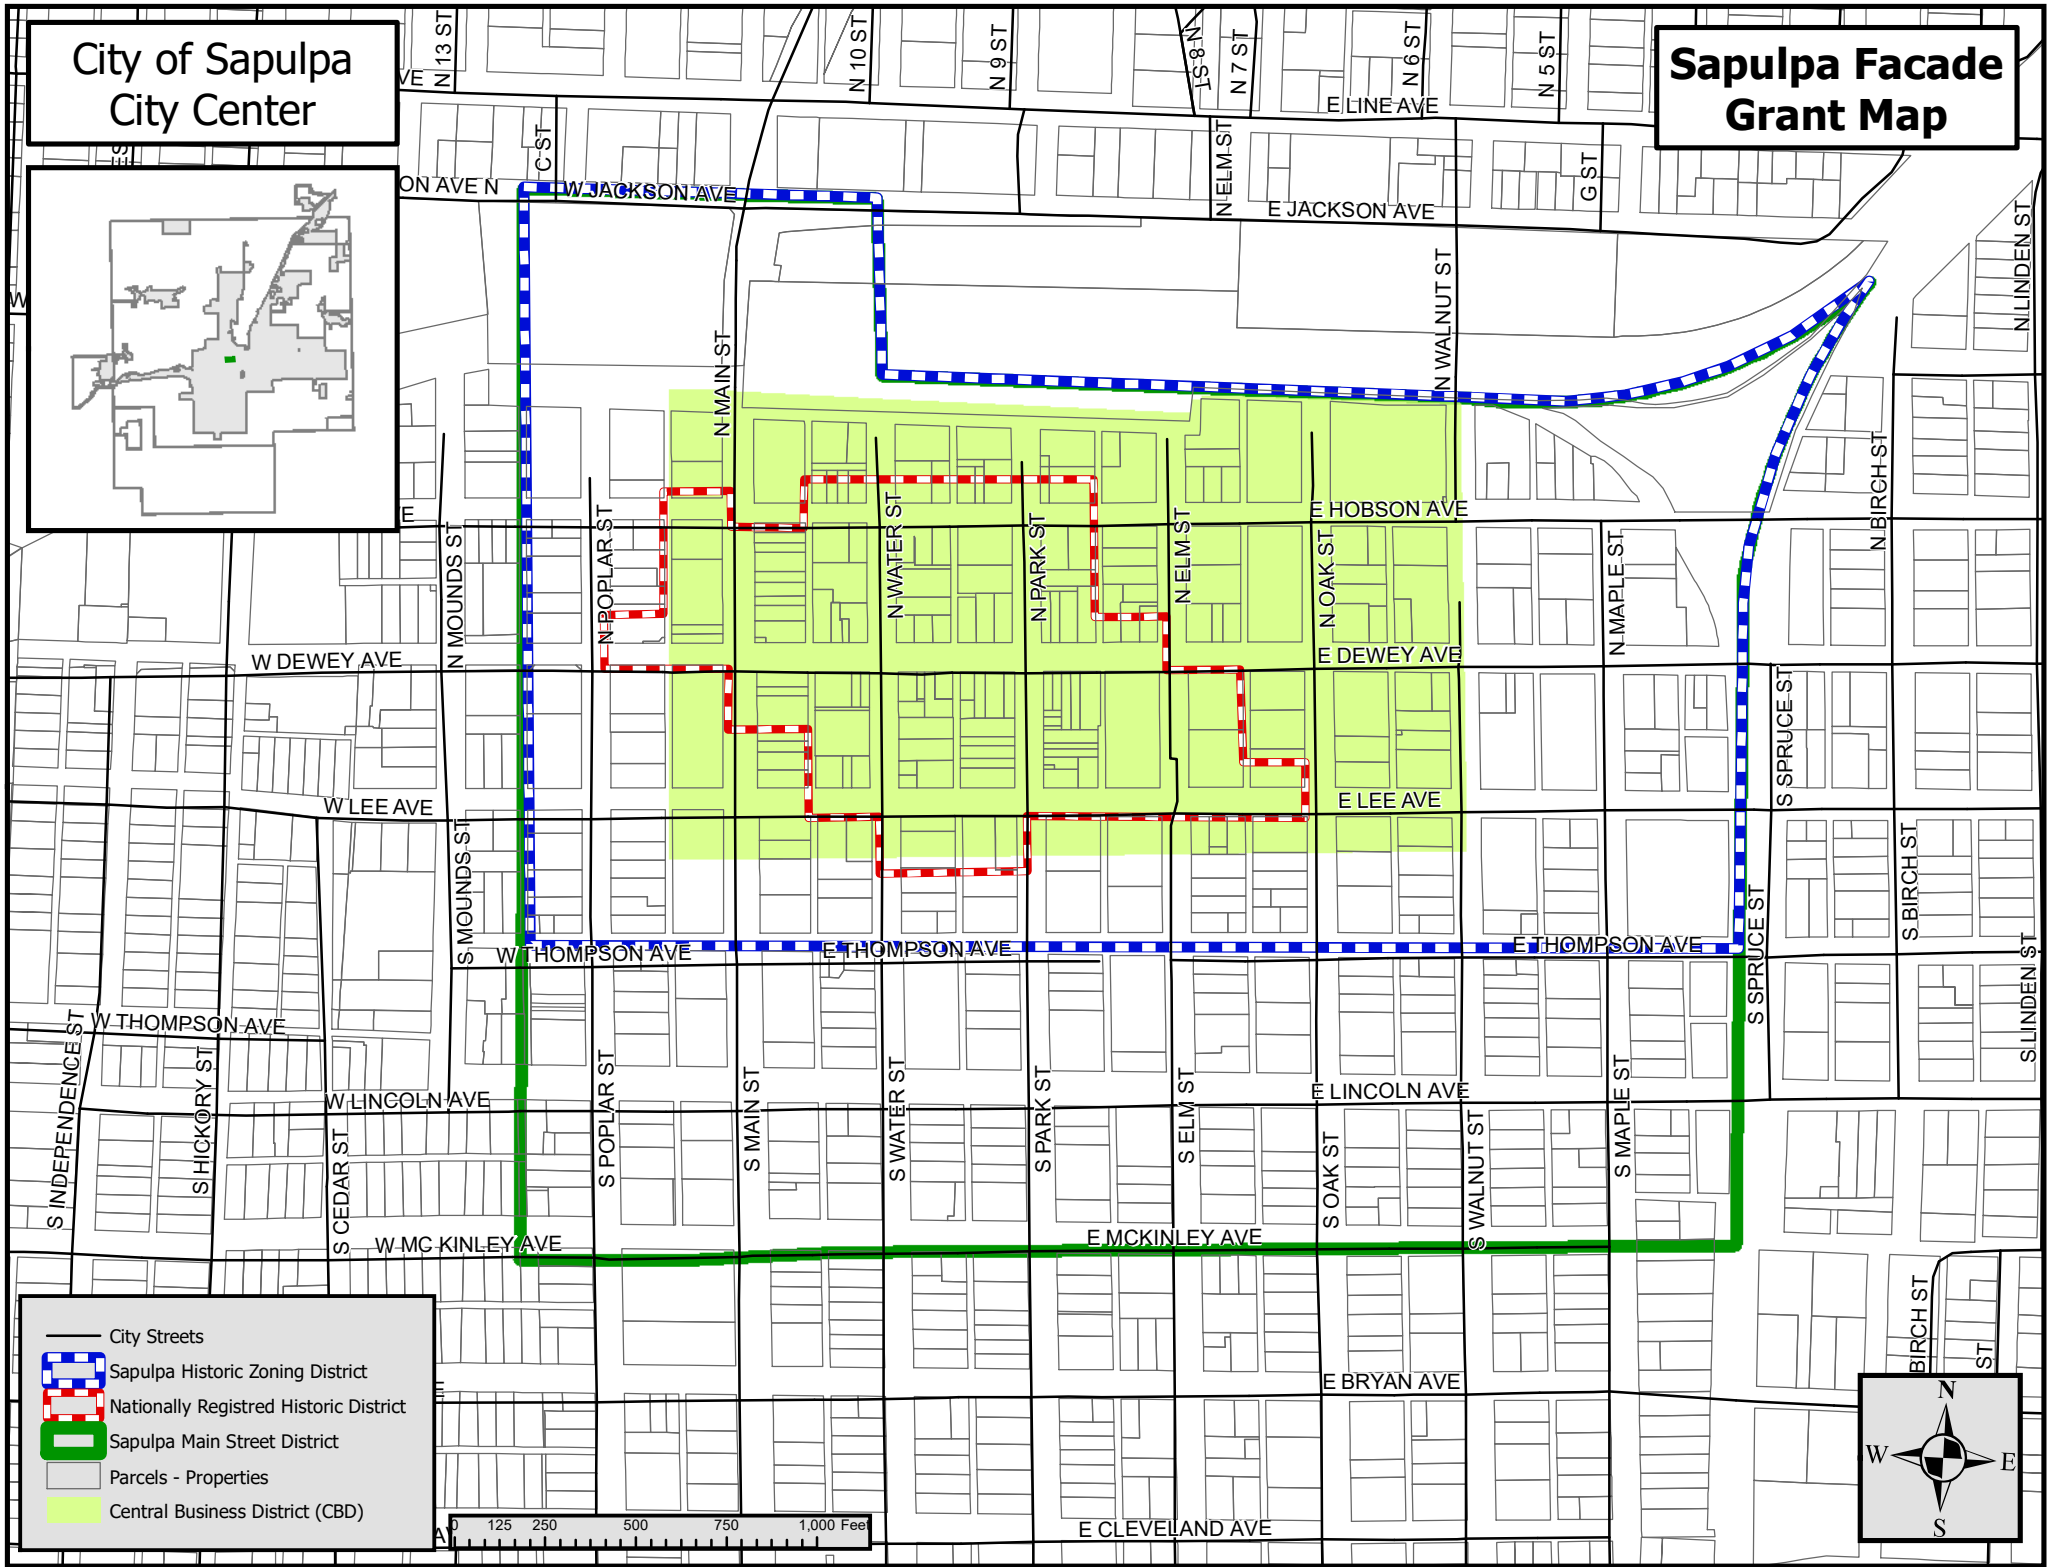 City of Sapulpa
City Center
Sapulpa Facade
Grant Map
N 13 ST
N 10 ST
N 9 ST
N 8 ST
N 7 ST
N 6 ST
N 5 ST
VE
E LINE AVE
C ST
N ELM ST
G ST
ON AVE N
W JACKSON AVE
E JACKSON AVE
N LINDEN ST
W
N MAIN ST
N WALNUT ST
E HOBSON AVE
N BIRCH ST
N MOUNDS ST
N POPLAR ST
N WATER ST
N PARK ST
N ELM ST
N OAK ST
N MAPLE ST
W DEWEY AVE
E DEWEY AVE
S SPRUCE ST
W LEE AVE
E LEE AVE
S MOUNDS ST
S BIRCH ST
W THOMPSON AVE
E THOMPSON AVE
E THOMPSON AVE
S SPRUCE ST
S LINDEN ST
W THOMPSON AVE
S INDEPENDENCE ST
S HICKORY ST
W LINCOLN AVE
E LINCOLN AVE
S CEDAR ST
S POPLAR ST
S MAIN ST
S WATER ST
S PARK ST
S ELM ST
S OAK ST
S WALNUT ST
S MAPLE ST
W MC KINLEY AVE
E MCKINLEY AVE
BIRCH ST
ST
E BRYAN AVE
E CLEVELAND AVE
City Streets
Sapulpa Historic Zoning District
Nationally Registred Historic District
Sapulpa Main Street District
Parcels - Properties
Central Business District (CBD)
0 125 250 500 750 1,000 Feet
N
W E
S